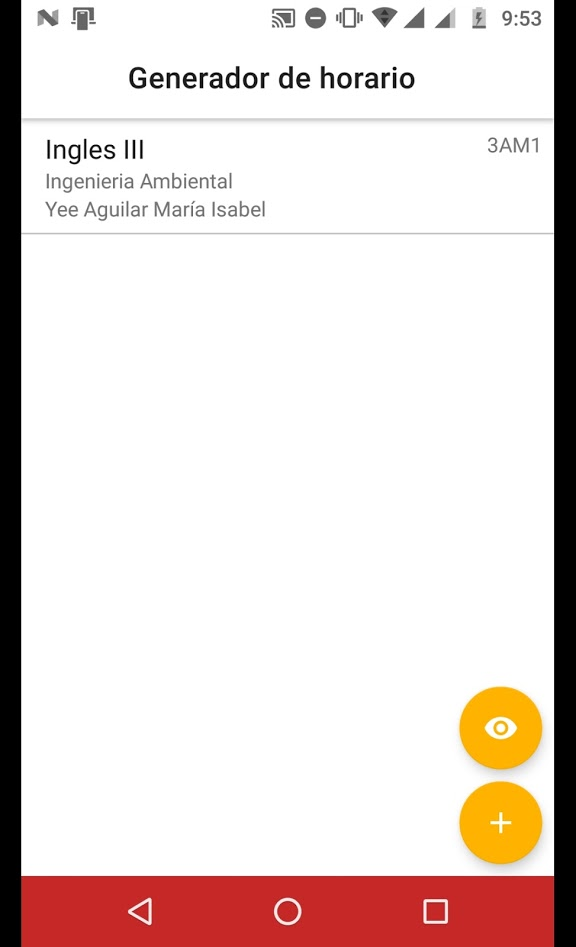 9:53
Generador de horario
Ingles III
3AM1
Ingenieria Ambiental
Yee Aguilar María Isabel